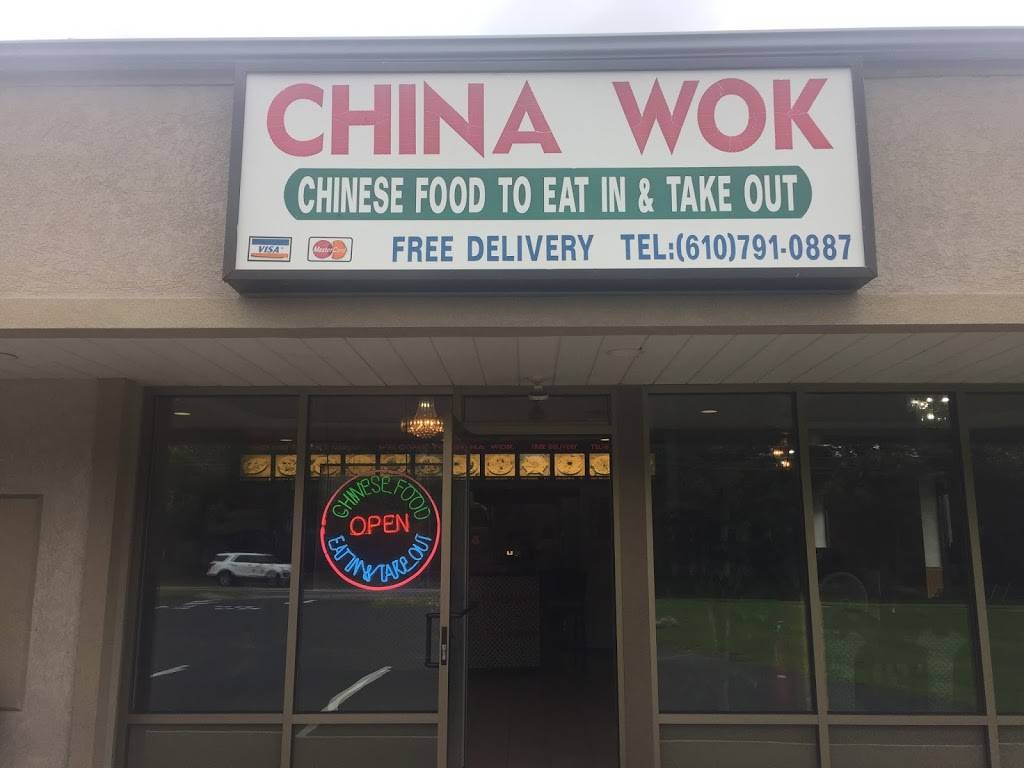 CHINA WOK
CHINESE FOOD TO EAT IN & TAKE OUT
VISA MasterCard FREE DELIVERY TEL:(610)791-0887
CHINESE FOOD
OPEN
EAT IN & TAKE OUT